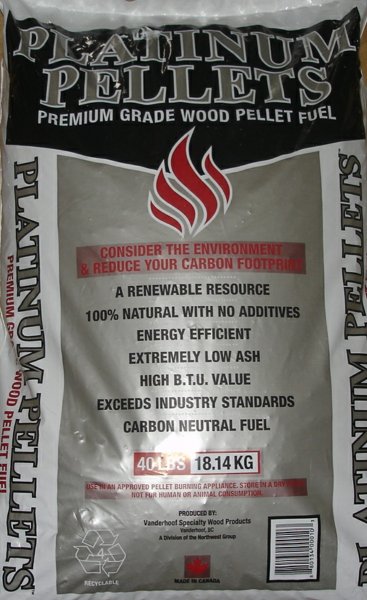 PLATINUM
PELLETS
PREMIUM GRADE WOOD PELLET FUEL
CONSIDER THE ENVIRONMENT
& REDUCE YOUR CARBON FOOTPRINT
A RENEWABLE RESOURCE
100% NATURAL WITH NO ADDITIVES
ENERGY EFFICIENT
EXTREMELY LOW ASH
HIGH B.T.U. VALUE
EXCEEDS INDUSTRY STANDARDS
CARBON NEUTRAL FUEL
40 LBS 18.14 KG
USE IN AN APPROVED PELLET BURNING APPLIANCE. STORE IN A DRY
NOT FOR HUMAN OR ANIMAL CONSUMPTION.
PRODUCED BY:
Vanderhoof Specialty Wood Products
Vanderhoof, BC
A Division of the Northwest Group
4
RECYCLABLE
MADE IN CANADA
PLATINUM PELLETS
PREMIUM GRADE WOOD PELLET FUEL
PLATINUM PELLETS